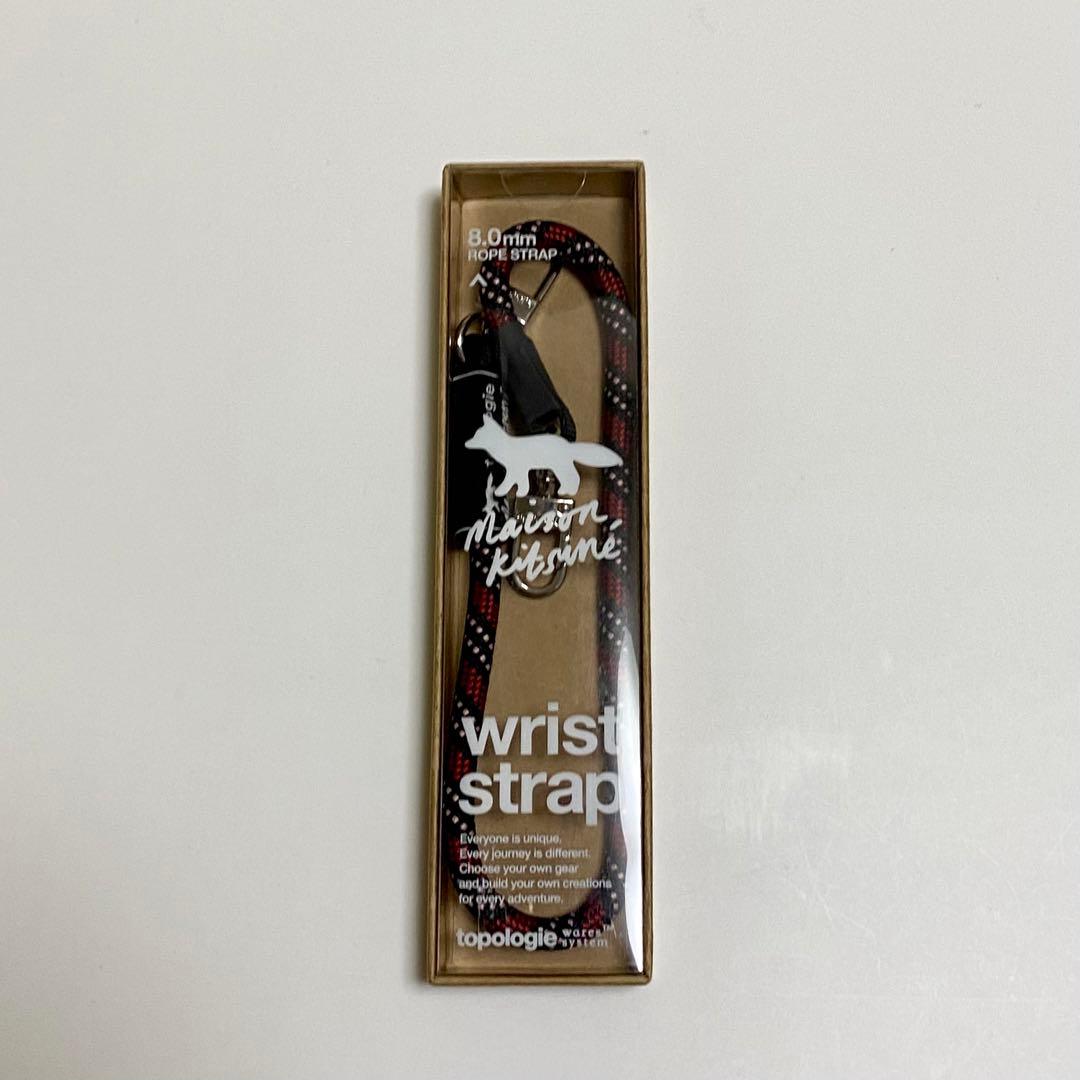 8.0mm
ROPE STRAP
Maison
Kitsuné
wrist
strap
Everyone is unique.
Every journey is different.
Choose your own gear
and build your own creations
for every adventure.
topologie wares™
system